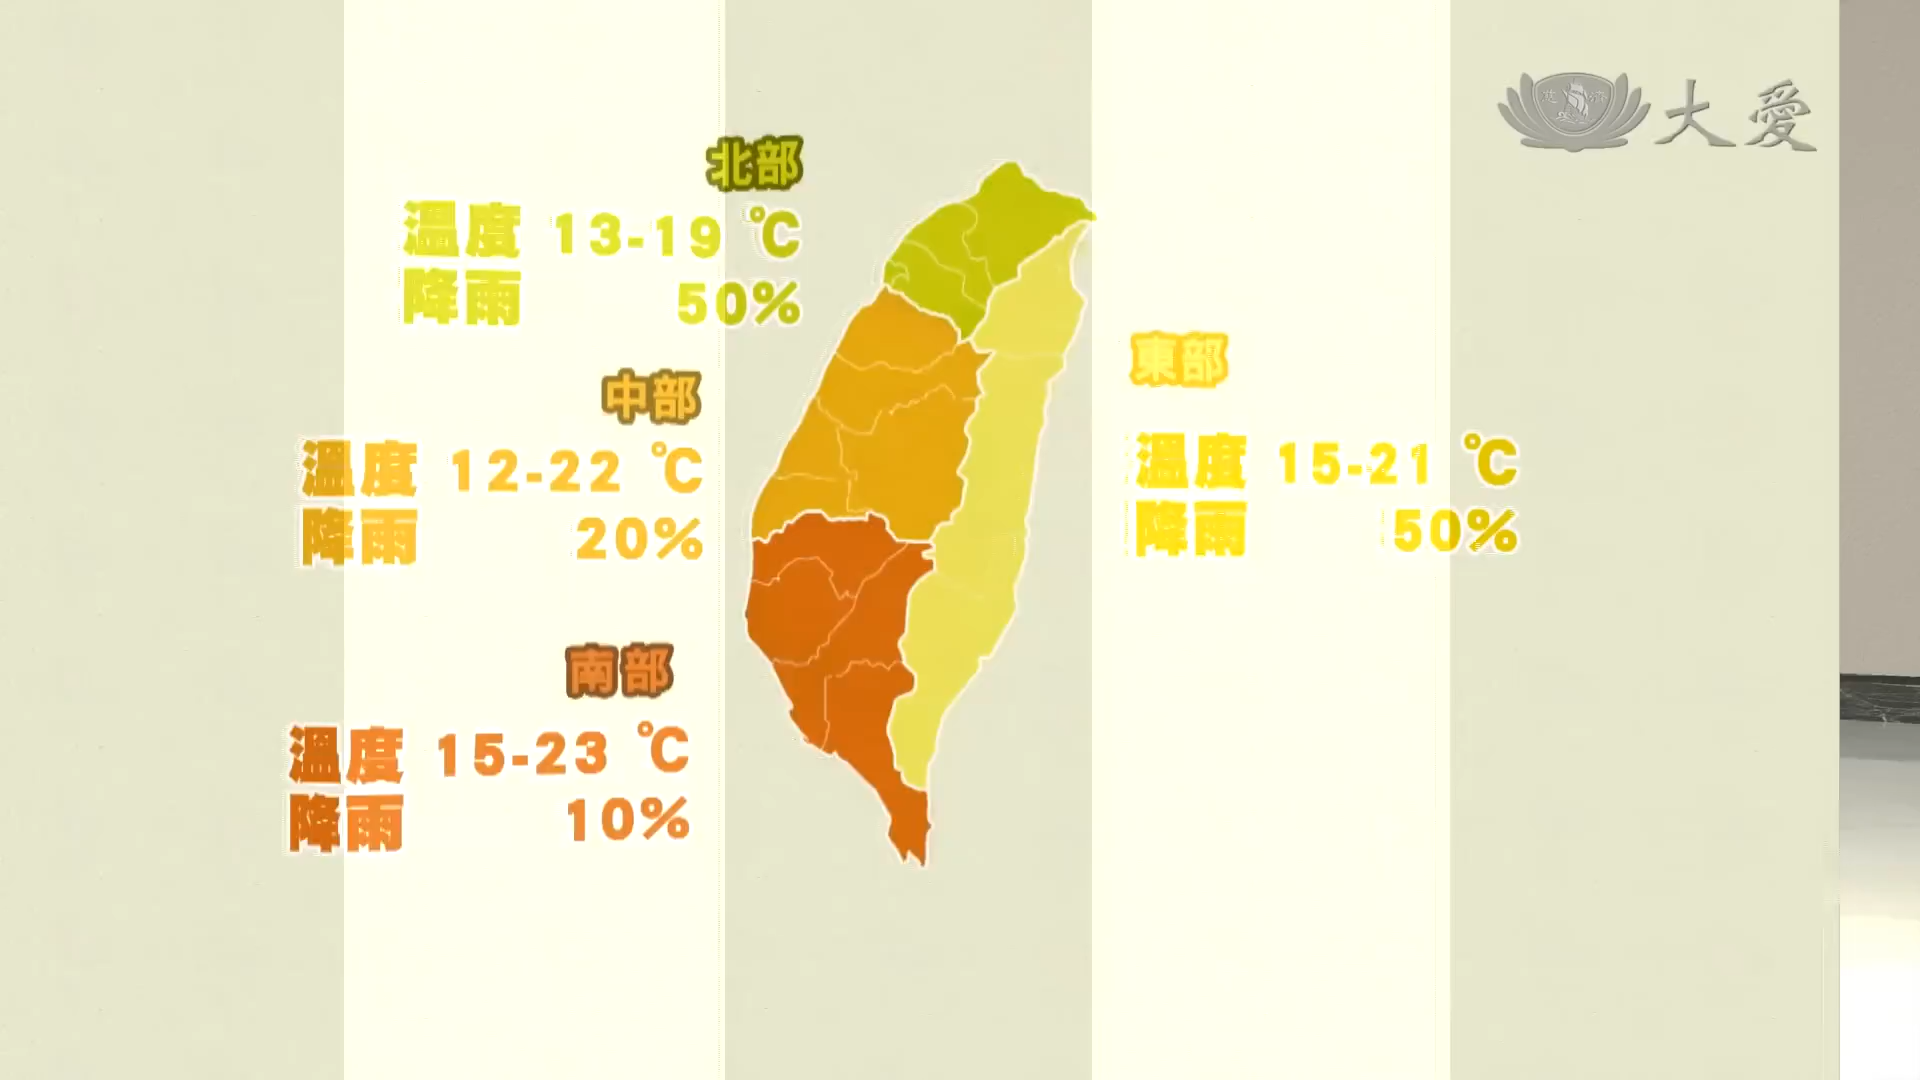 大愛
北部
溫度 13-19 ℃
降雨 50%
中部
溫度 12-22 ℃
降雨 20%
東部
溫度 15-21 ℃
降雨 50%
南部
溫度 15-23 ℃
降雨 10%